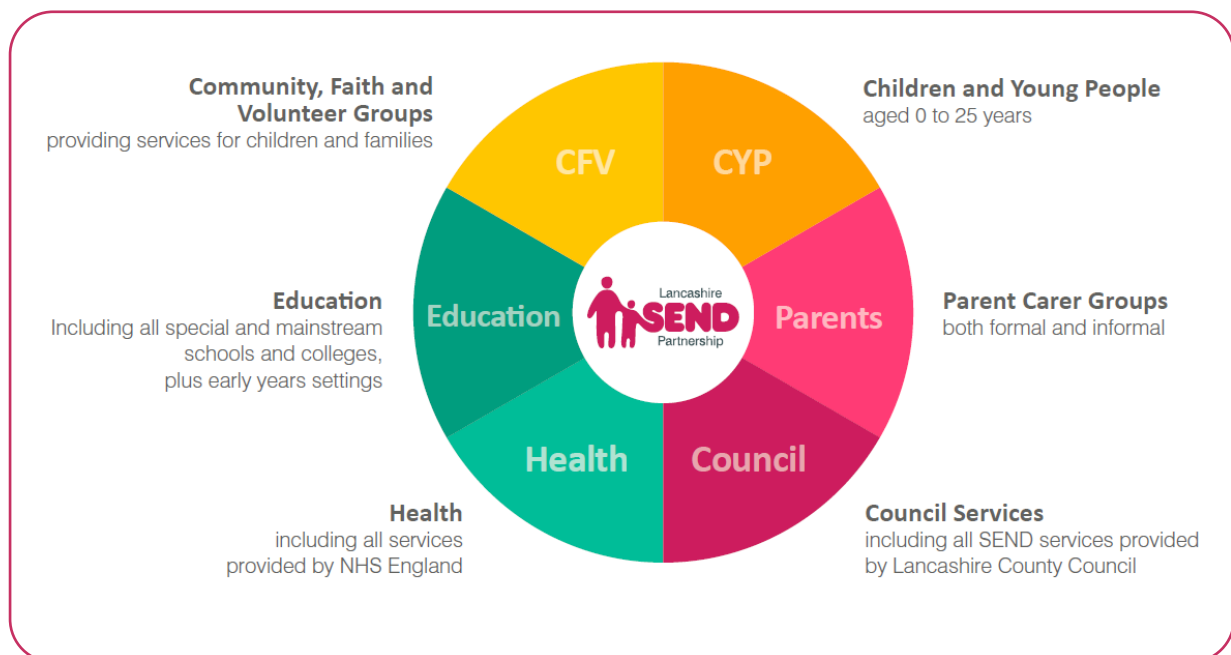 Community, Faith and
Volunteer Groups
providing services for children and families
Children and Young People
aged 0 to 25 years
CFV
CYP
Education
Including all special and mainstream
schools and colleges,
plus early years settings
Education
Lancashire
SEND
Partnership
Parents
Parent Carer Groups
both formal and informal
Health
Council
Health
including all services
provided by NHS England
Council Services
including all SEND services provided
by Lancashire County Council